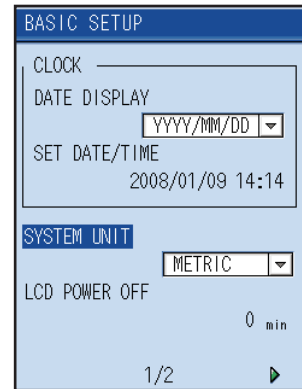 BASIC SETUP
CLOCK
DATE DISPLAY
YYYY/MM/DD
SET DATE/TIME
2008/01/09 14:14
SYSTEM UNIT
METRIC
LCD POWER OFF
0 min
1/2